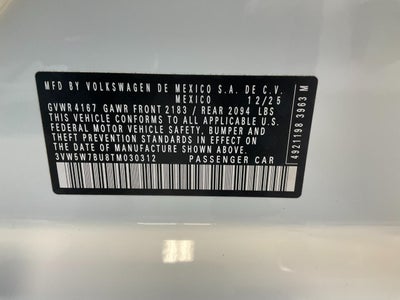 MFD BY VOLKSWAGEN DE MEXICO S.A. DE C.V.
MEXICO 12/25
GVWR 4167 GAWR FRONT 2183 / REAR 2094 LBS
THIS VEHICLE CONFORMS TO ALL APPLICABLE U.S.
FEDERAL MOTOR VEHICLE SAFETY, BUMPER AND
THEFT PREVENTION STANDARDS IN EFFECT ON
THE DATE OF MANUFACTURE SHOWN ABOVE.
3VW5W7BU8TM030312 PASSENGER CAR
4921198 3963 M